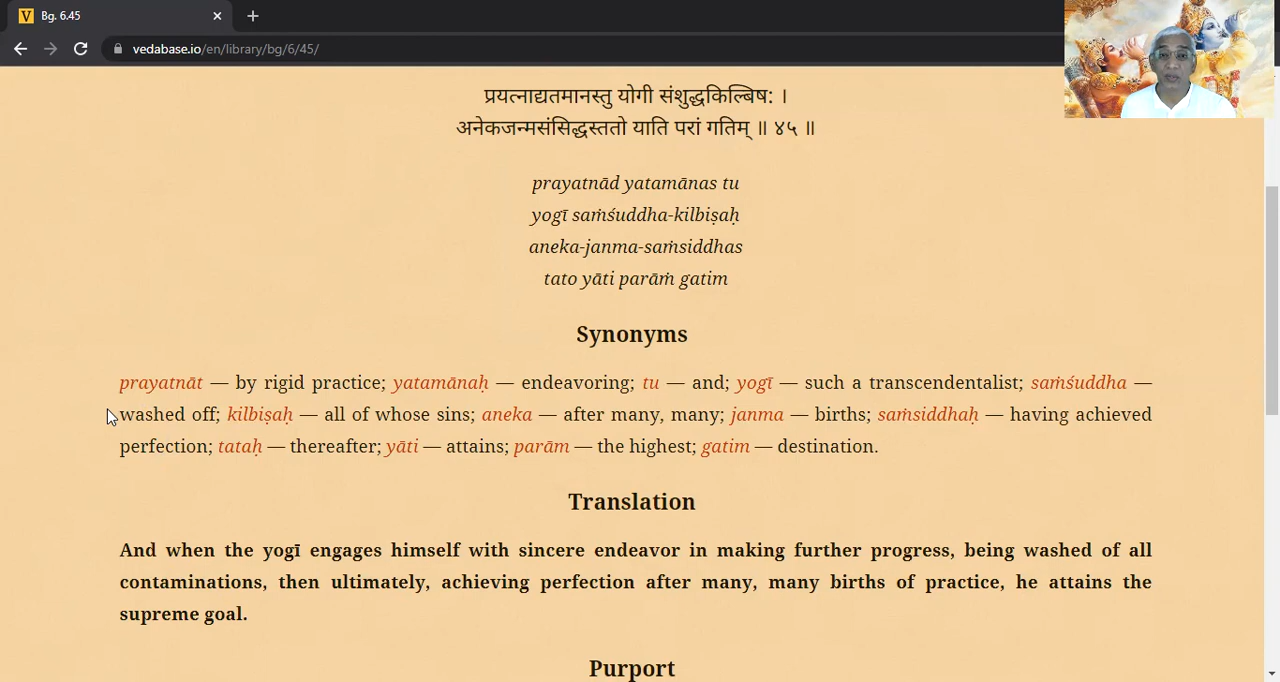 Bg. 6.45
vedabase.io/en/library/bg/6/45/
प्रयत्नाद्यतमानस्तु योगी संशुद्धकिल्बिष: ।
अनेकजन्मसंसिद्धस्ततो याति परां गतिम् ॥ ४५ ॥
prayatnād yatamānas tu
yogī saṁśuddha-kilbiṣaḥ
aneka-janma-saṁsiddhas
tato yāti parāṁ gatim
Synonyms
prayatnāt — by rigid practice; yatamānaḥ — endeavoring; tu — and; yogī — such a transcendentalist; saṁśuddha —
washed off; kilbiṣaḥ — all of whose sins; aneka — after many, many; janma — births; saṁsiddhaḥ — having achieved
perfection; tataḥ — thereafter; yāti — attains; parām — the highest; gatim — destination.
Translation
And when the yogī engages himself with sincere endeavor in making further progress, being washed of all
contaminations, then ultimately, achieving perfection after many, many births of practice, he attains the
supreme goal.
Purport